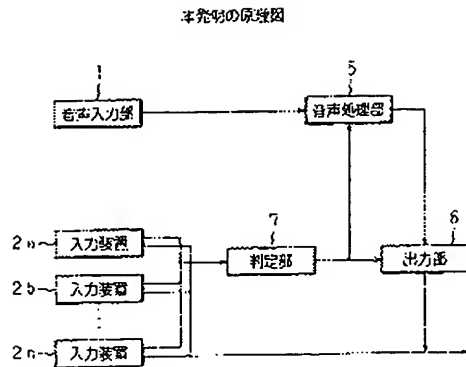 本発明の原理図
1
5
音声入力部
音声処理部
7
6
2a
入力装置
判定部
出力部
2b
入力装置
2n
入力装置